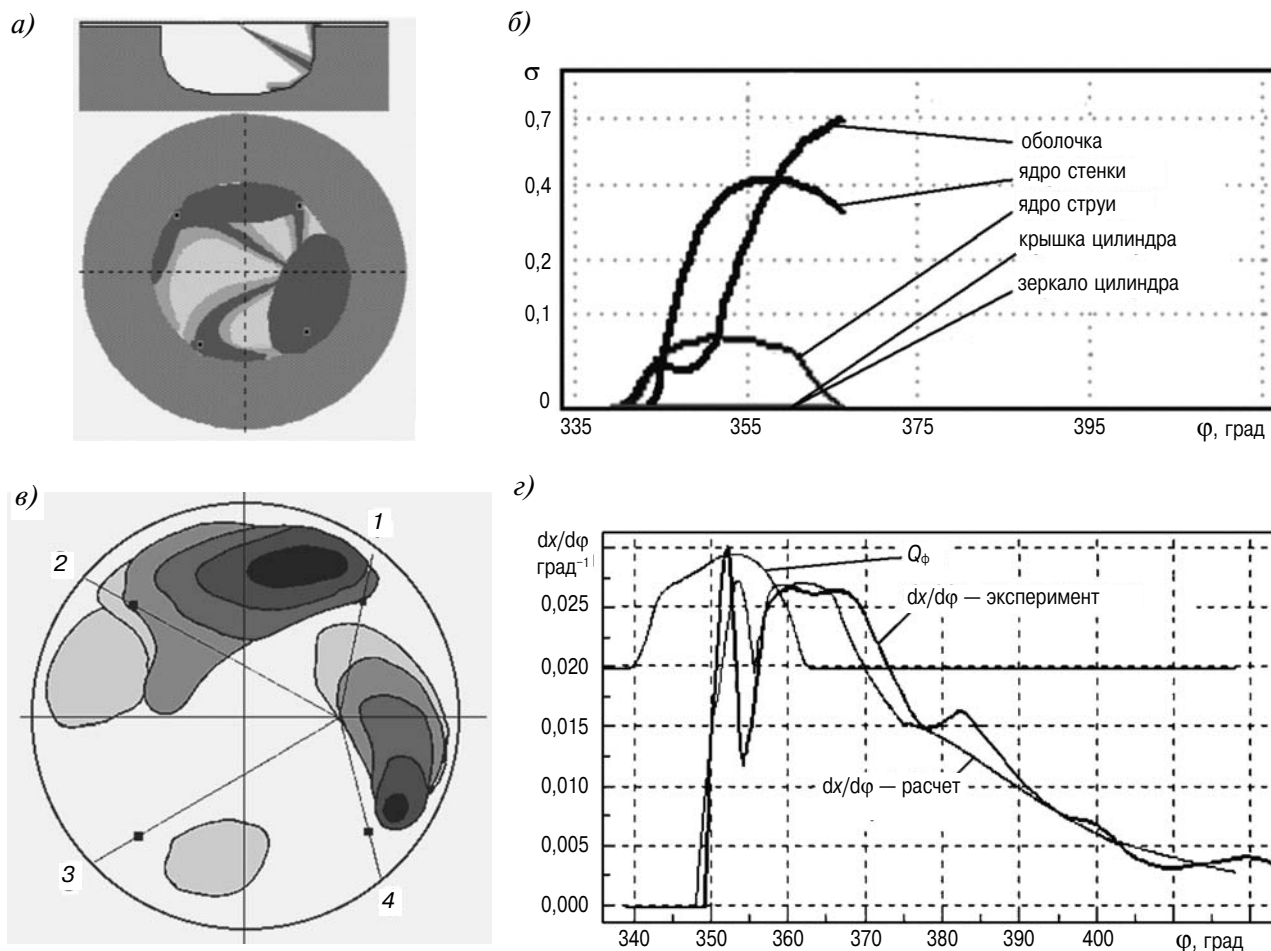 а)
б)
σ
0,7
0,4
0,2
0,1
0
оболочка
ядро стенки
ядро струи
крышка цилиндра
зеркало цилиндра
335
355
375
395
φ, град
в)
1
2
3
4
г)
dx/dφ
град⁻¹
Qф
dx/dφ — эксперимент
0,025
0,020
0,015
0,010
0,005
0,000
dx/dφ — расчет
340
350
360
370
380
390
400
φ, град